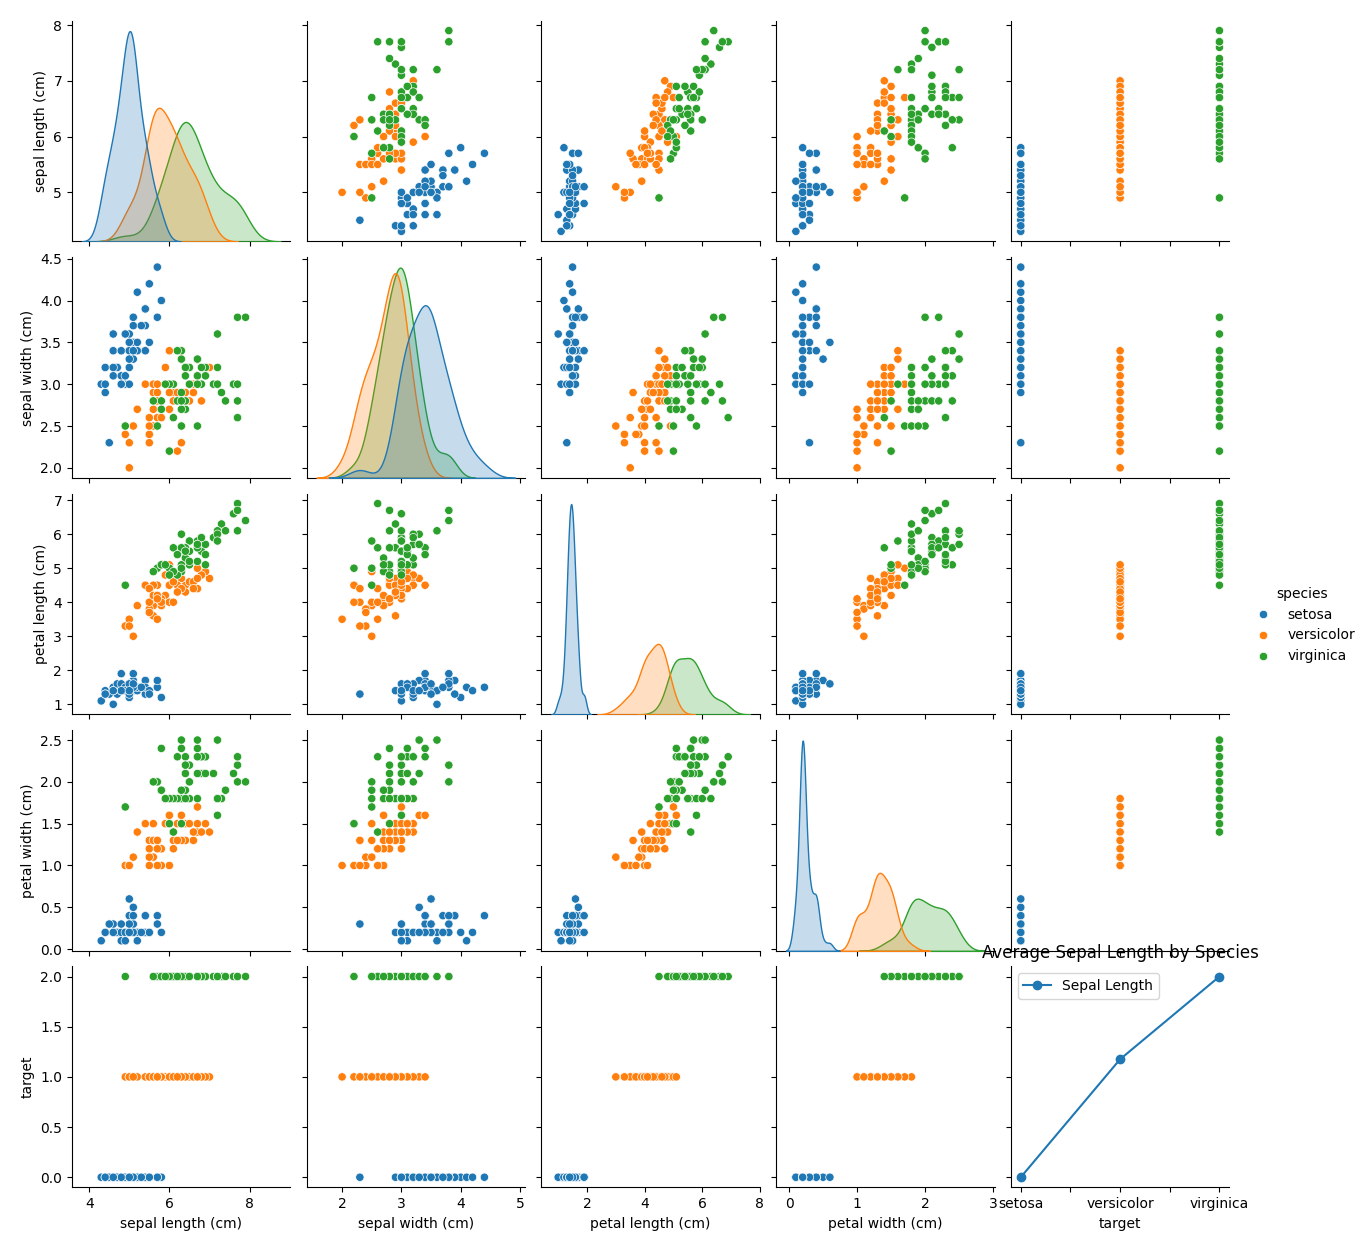 8
7
6
5
sepal length (cm)
4.5
4.0
3.5
3.0
2.5
2.0
sepal width (cm)
7
6
5
4
3
2
1
petal length (cm)
species
setosa
versicolor
virginica
2.5
2.0
1.5
1.0
0.5
0.0
petal width (cm)
Average Sepal Length by Species
Sepal Length
2.0
1.5
1.0
0.5
0.0
target
4 6 8
sepal length (cm)
2 3 4 5
sepal width (cm)
2 4 6 8
petal length (cm)
0 1 2 3
petal width (cm)
setosa versicolor virginica
target